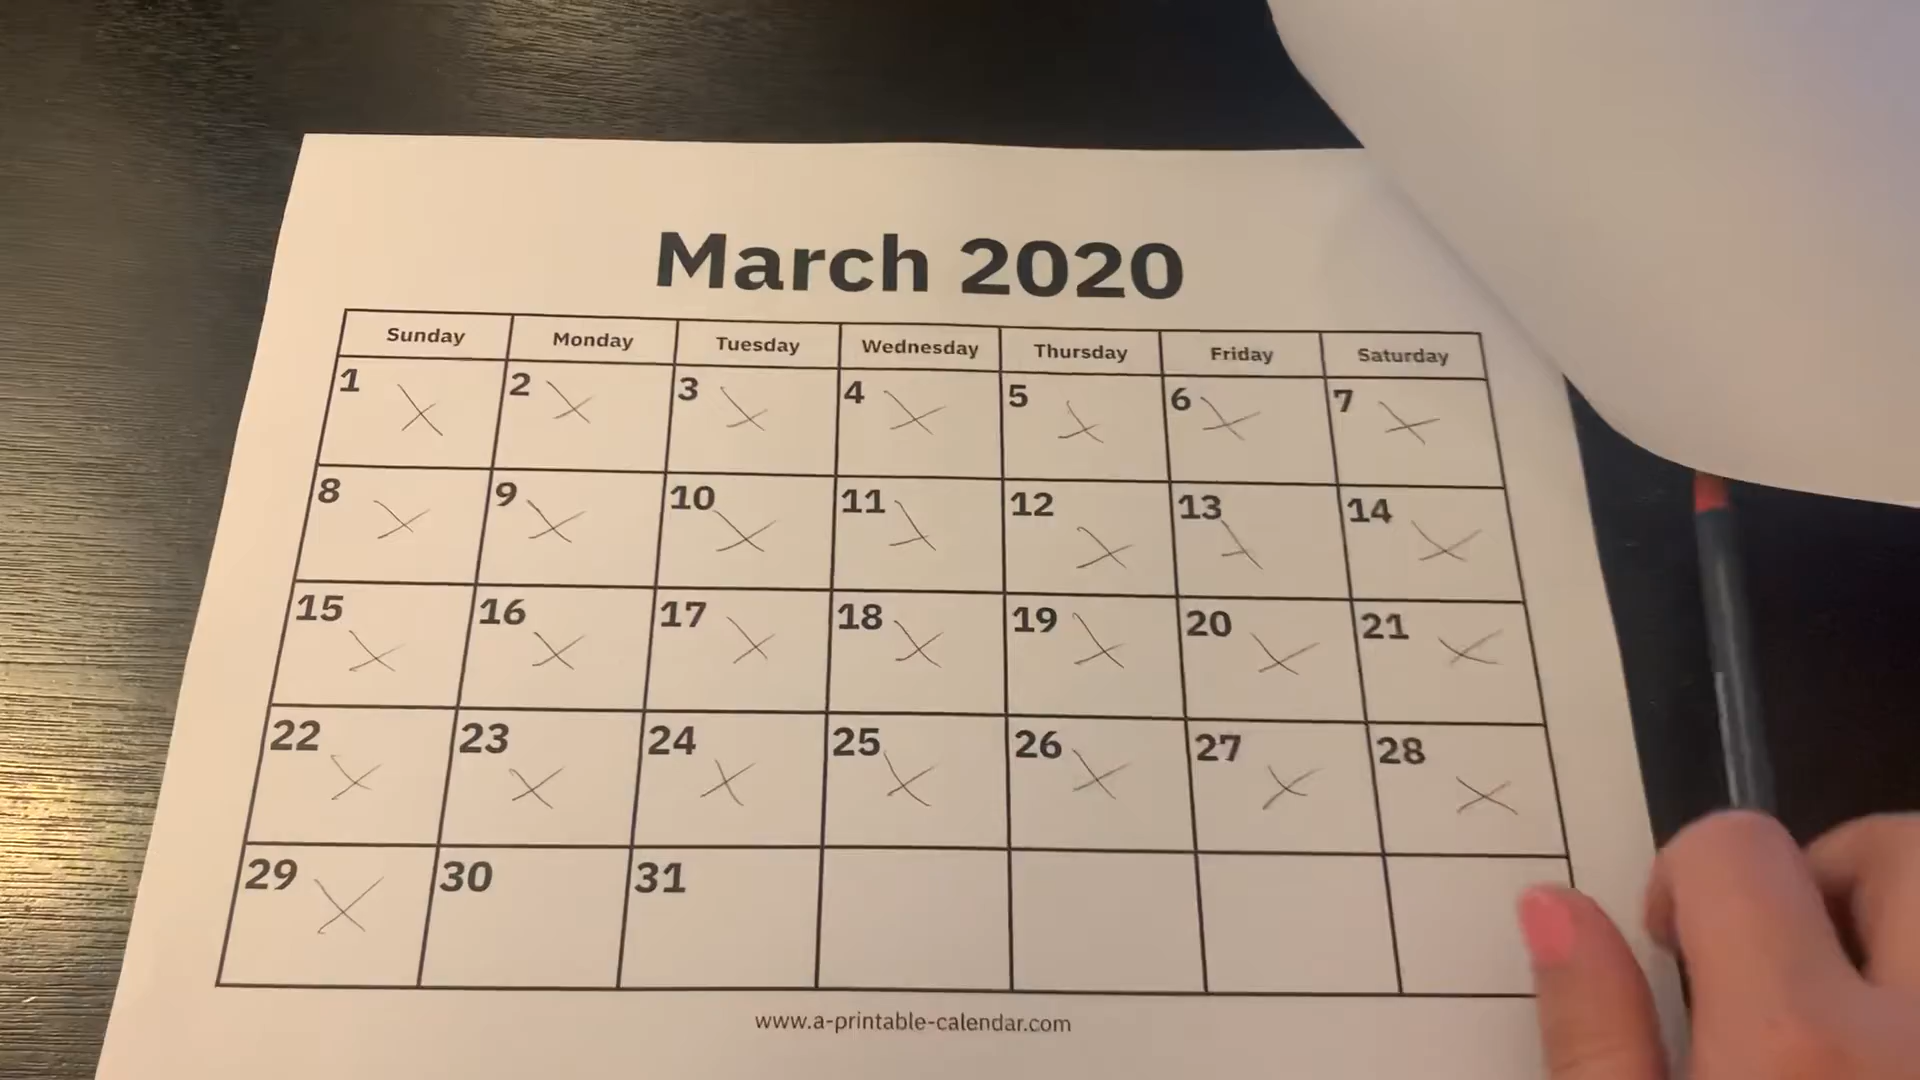 March 2020
Sunday Monday Tuesday Wednesday Thursday Friday Saturday
1 2 3 4 5 6 7
8 9 10 11 12 13 14
15 16 17 18 19 20 21
22 23 24 25 26 27 28
29 30 31
www.a-printable-calendar.com